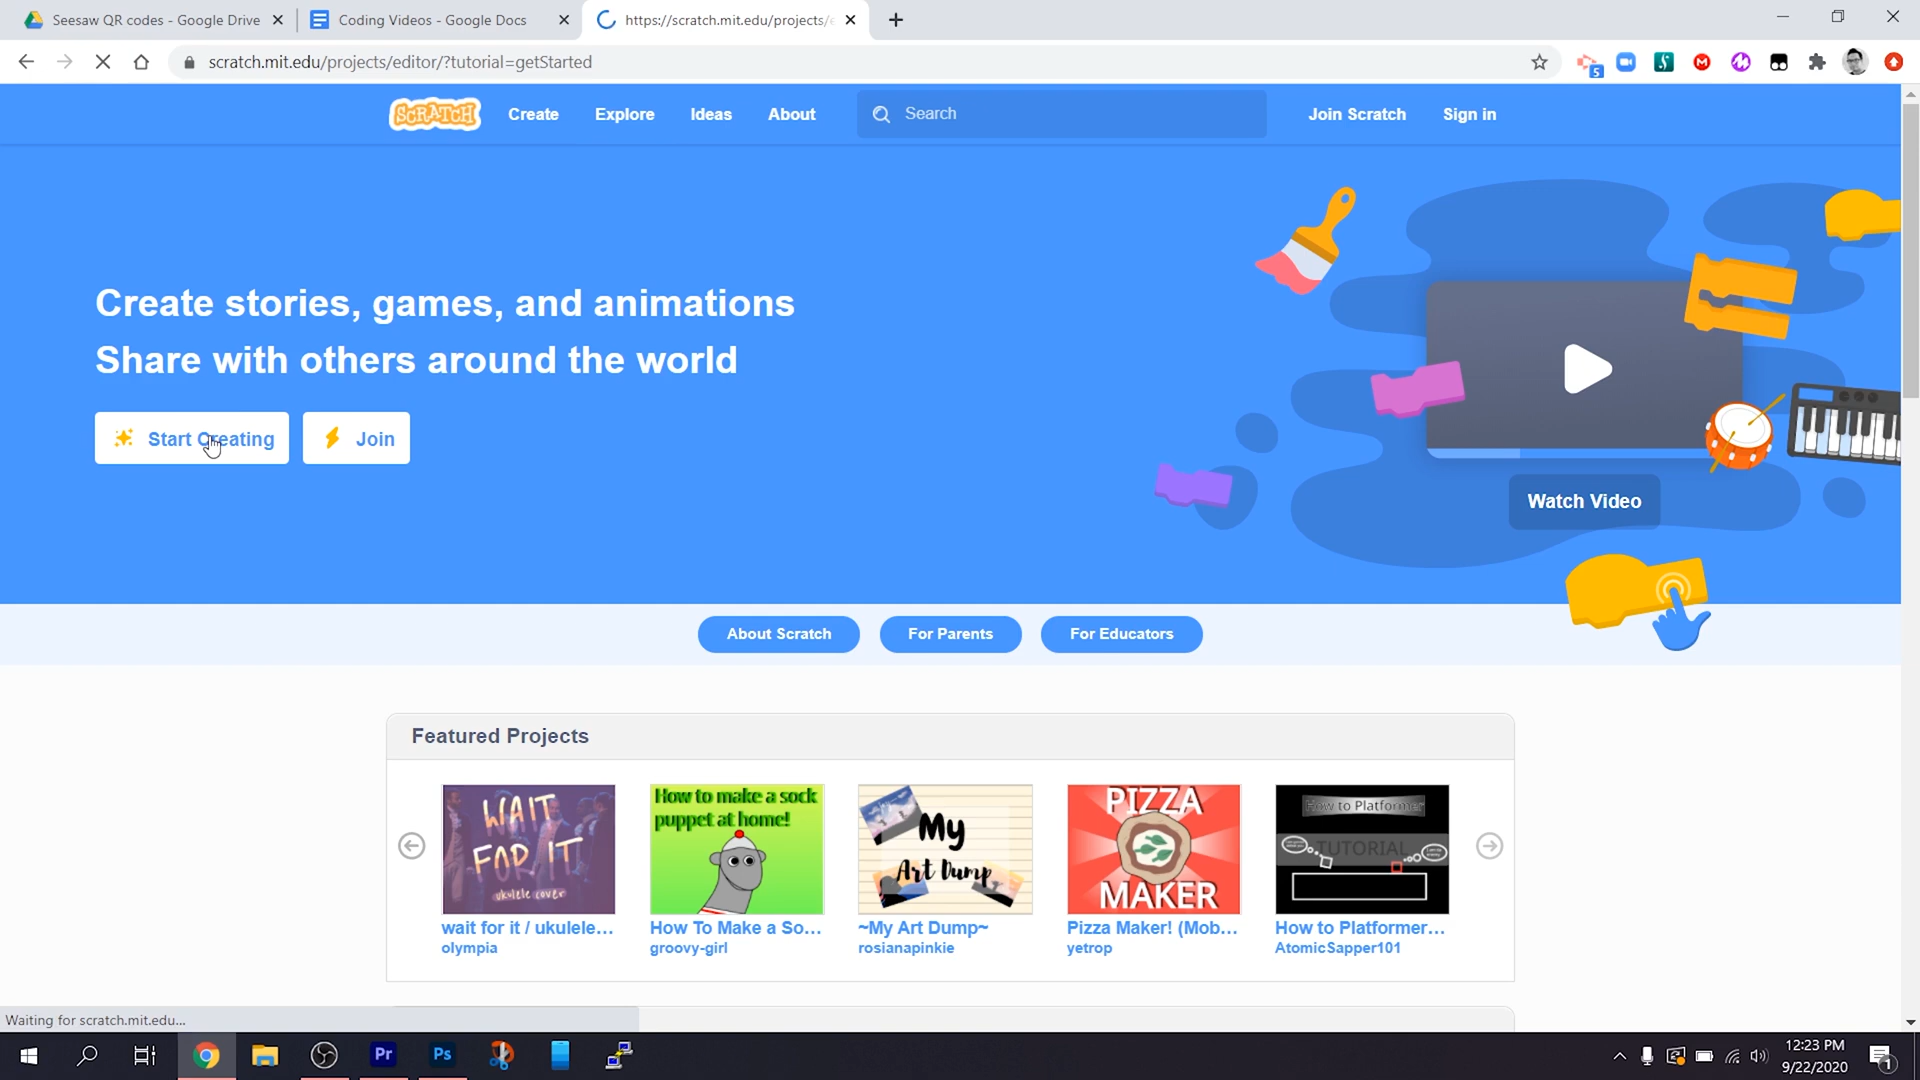 Seesaw QR codes - Google Drive
Coding Videos - Google Docs
https://scratch.mit.edu/projects/e
scratch.mit.edu/projects/editor/?tutorial=getStarted
5
SCRATCH
Create
Explore
Ideas
About
Search
Join Scratch
Sign in
Create stories, games, and animations
Share with others around the world
Start Creating
Join
Watch Video
About Scratch
For Parents
For Educators
Featured Projects
WAIT
FOR IT
ukulele cover
How to make a sock
puppet at home!
My
Art Dump
PIZZA
MAKER
How to Platformer
TUTORIAL
wait for it / ukulele...
olympia
How To Make a So...
groovy-girl
~My Art Dump~
rosianapinkie
Pizza Maker! (Mob...
yetrop
How to Platformer...
AtomicSapper101
Waiting for scratch.mit.edu...
Pr
Ps
12:23 PM
9/22/2020
1